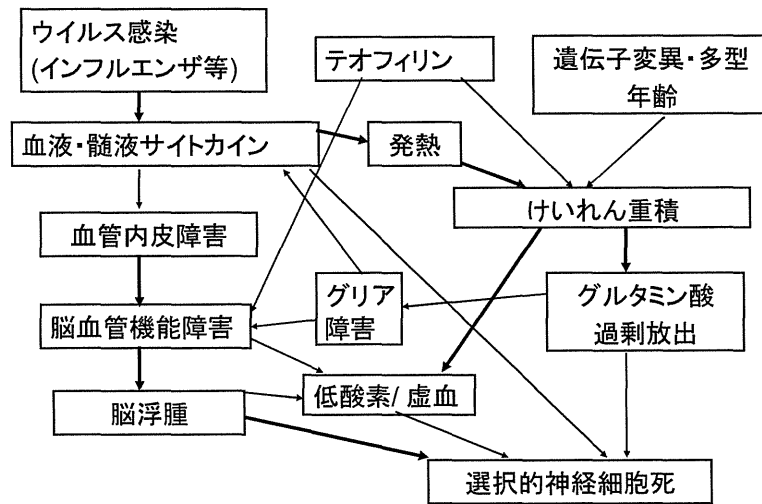 ウイルス感染
(インフルエンザ等)
テオフィリン
遺伝子変異・多型
年齢
血液・髄液サイトカイン
発熱
けいれん重積
血管内皮障害
グリア
障害
グルタミン酸
過剰放出
脳血管機能障害
低酸素/ 虚血
脳浮腫
選択的神経細胞死